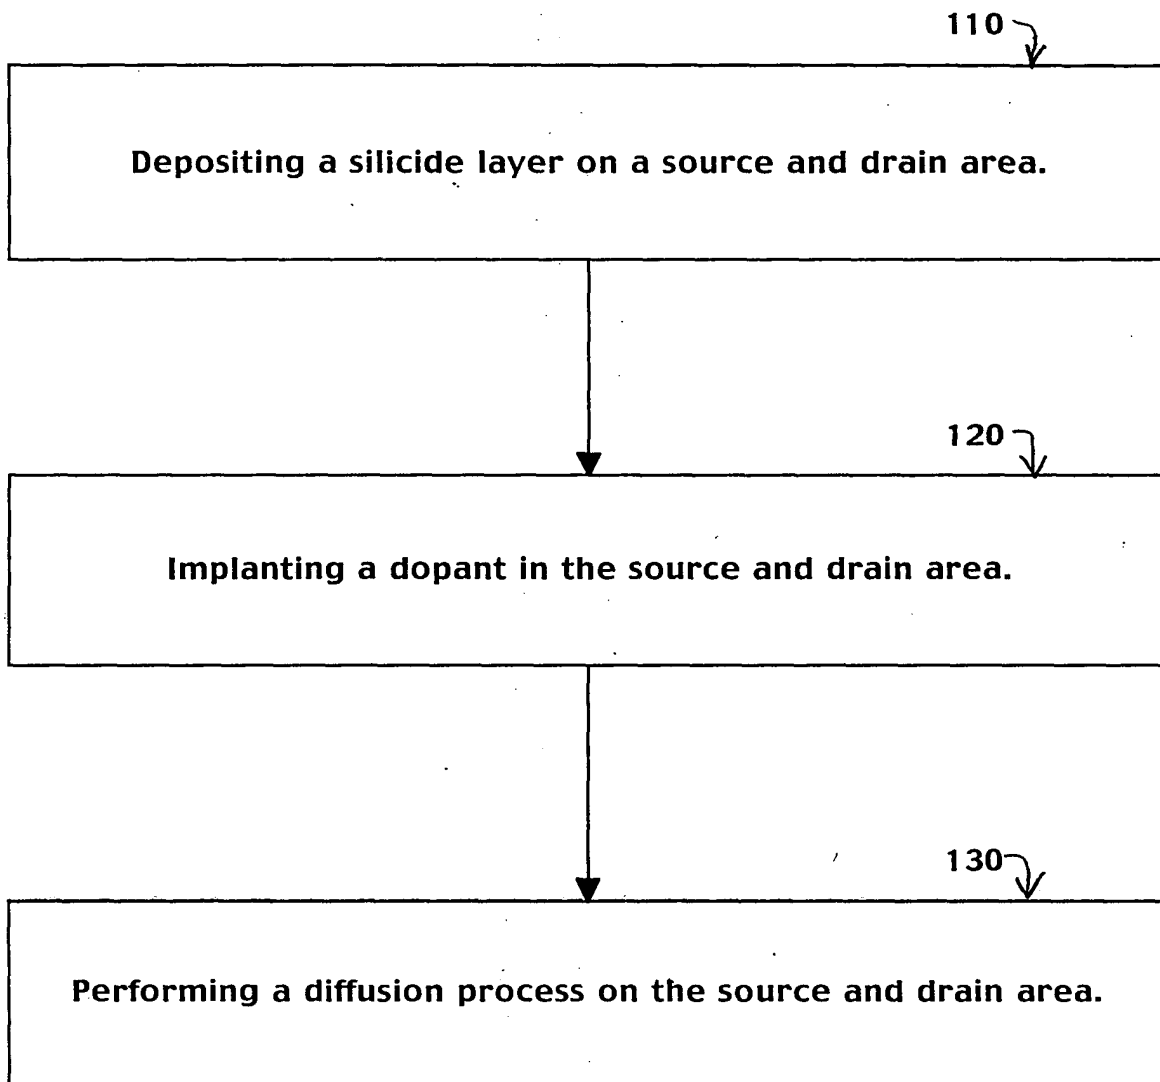 110
Depositing a silicide layer on a source and drain area.
120
Implanting a dopant in the source and drain area.
130
Performing a diffusion process on the source and drain area.